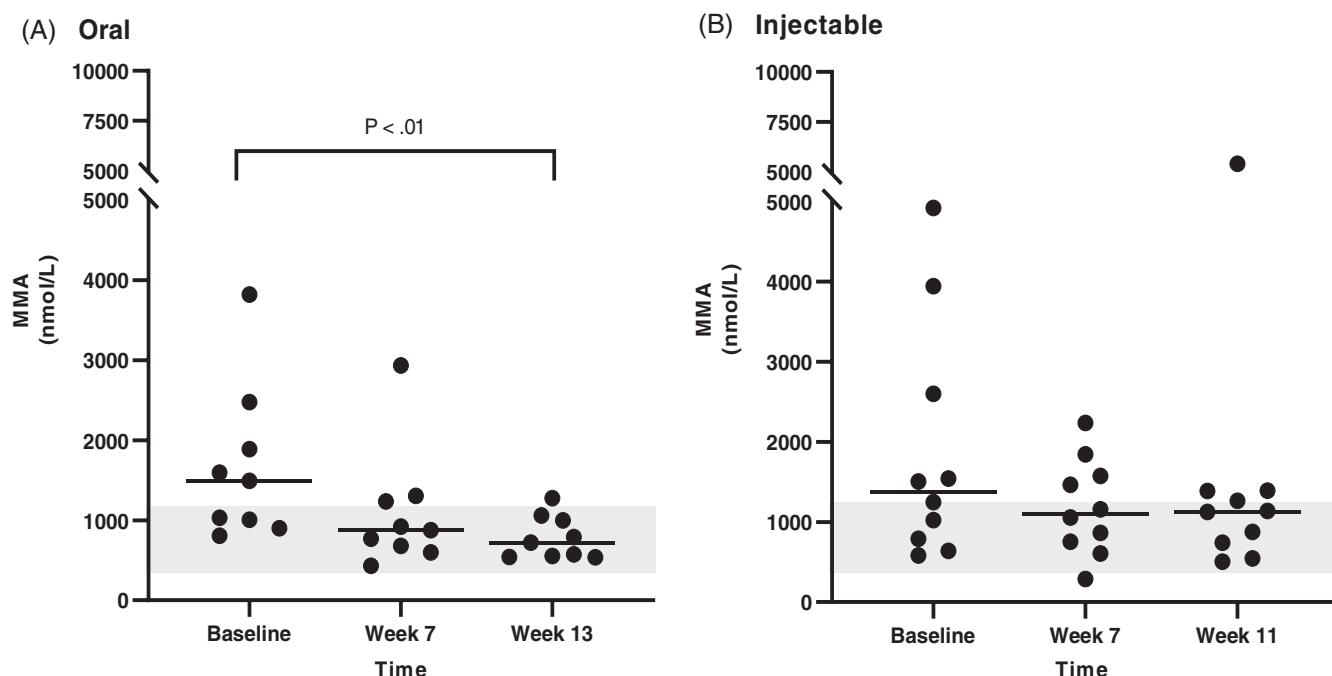 (A) Oral
10000
7500
5000
5000
4000
3000
2000
1000
0
MMA
(nmol/L)
P < .01
Baseline Week 7 Week 13
Time
(B) Injectable
10000
7500
5000
5000
4000
3000
2000
1000
0
MMA
(nmol/L)
Baseline Week 7 Week 11
Time